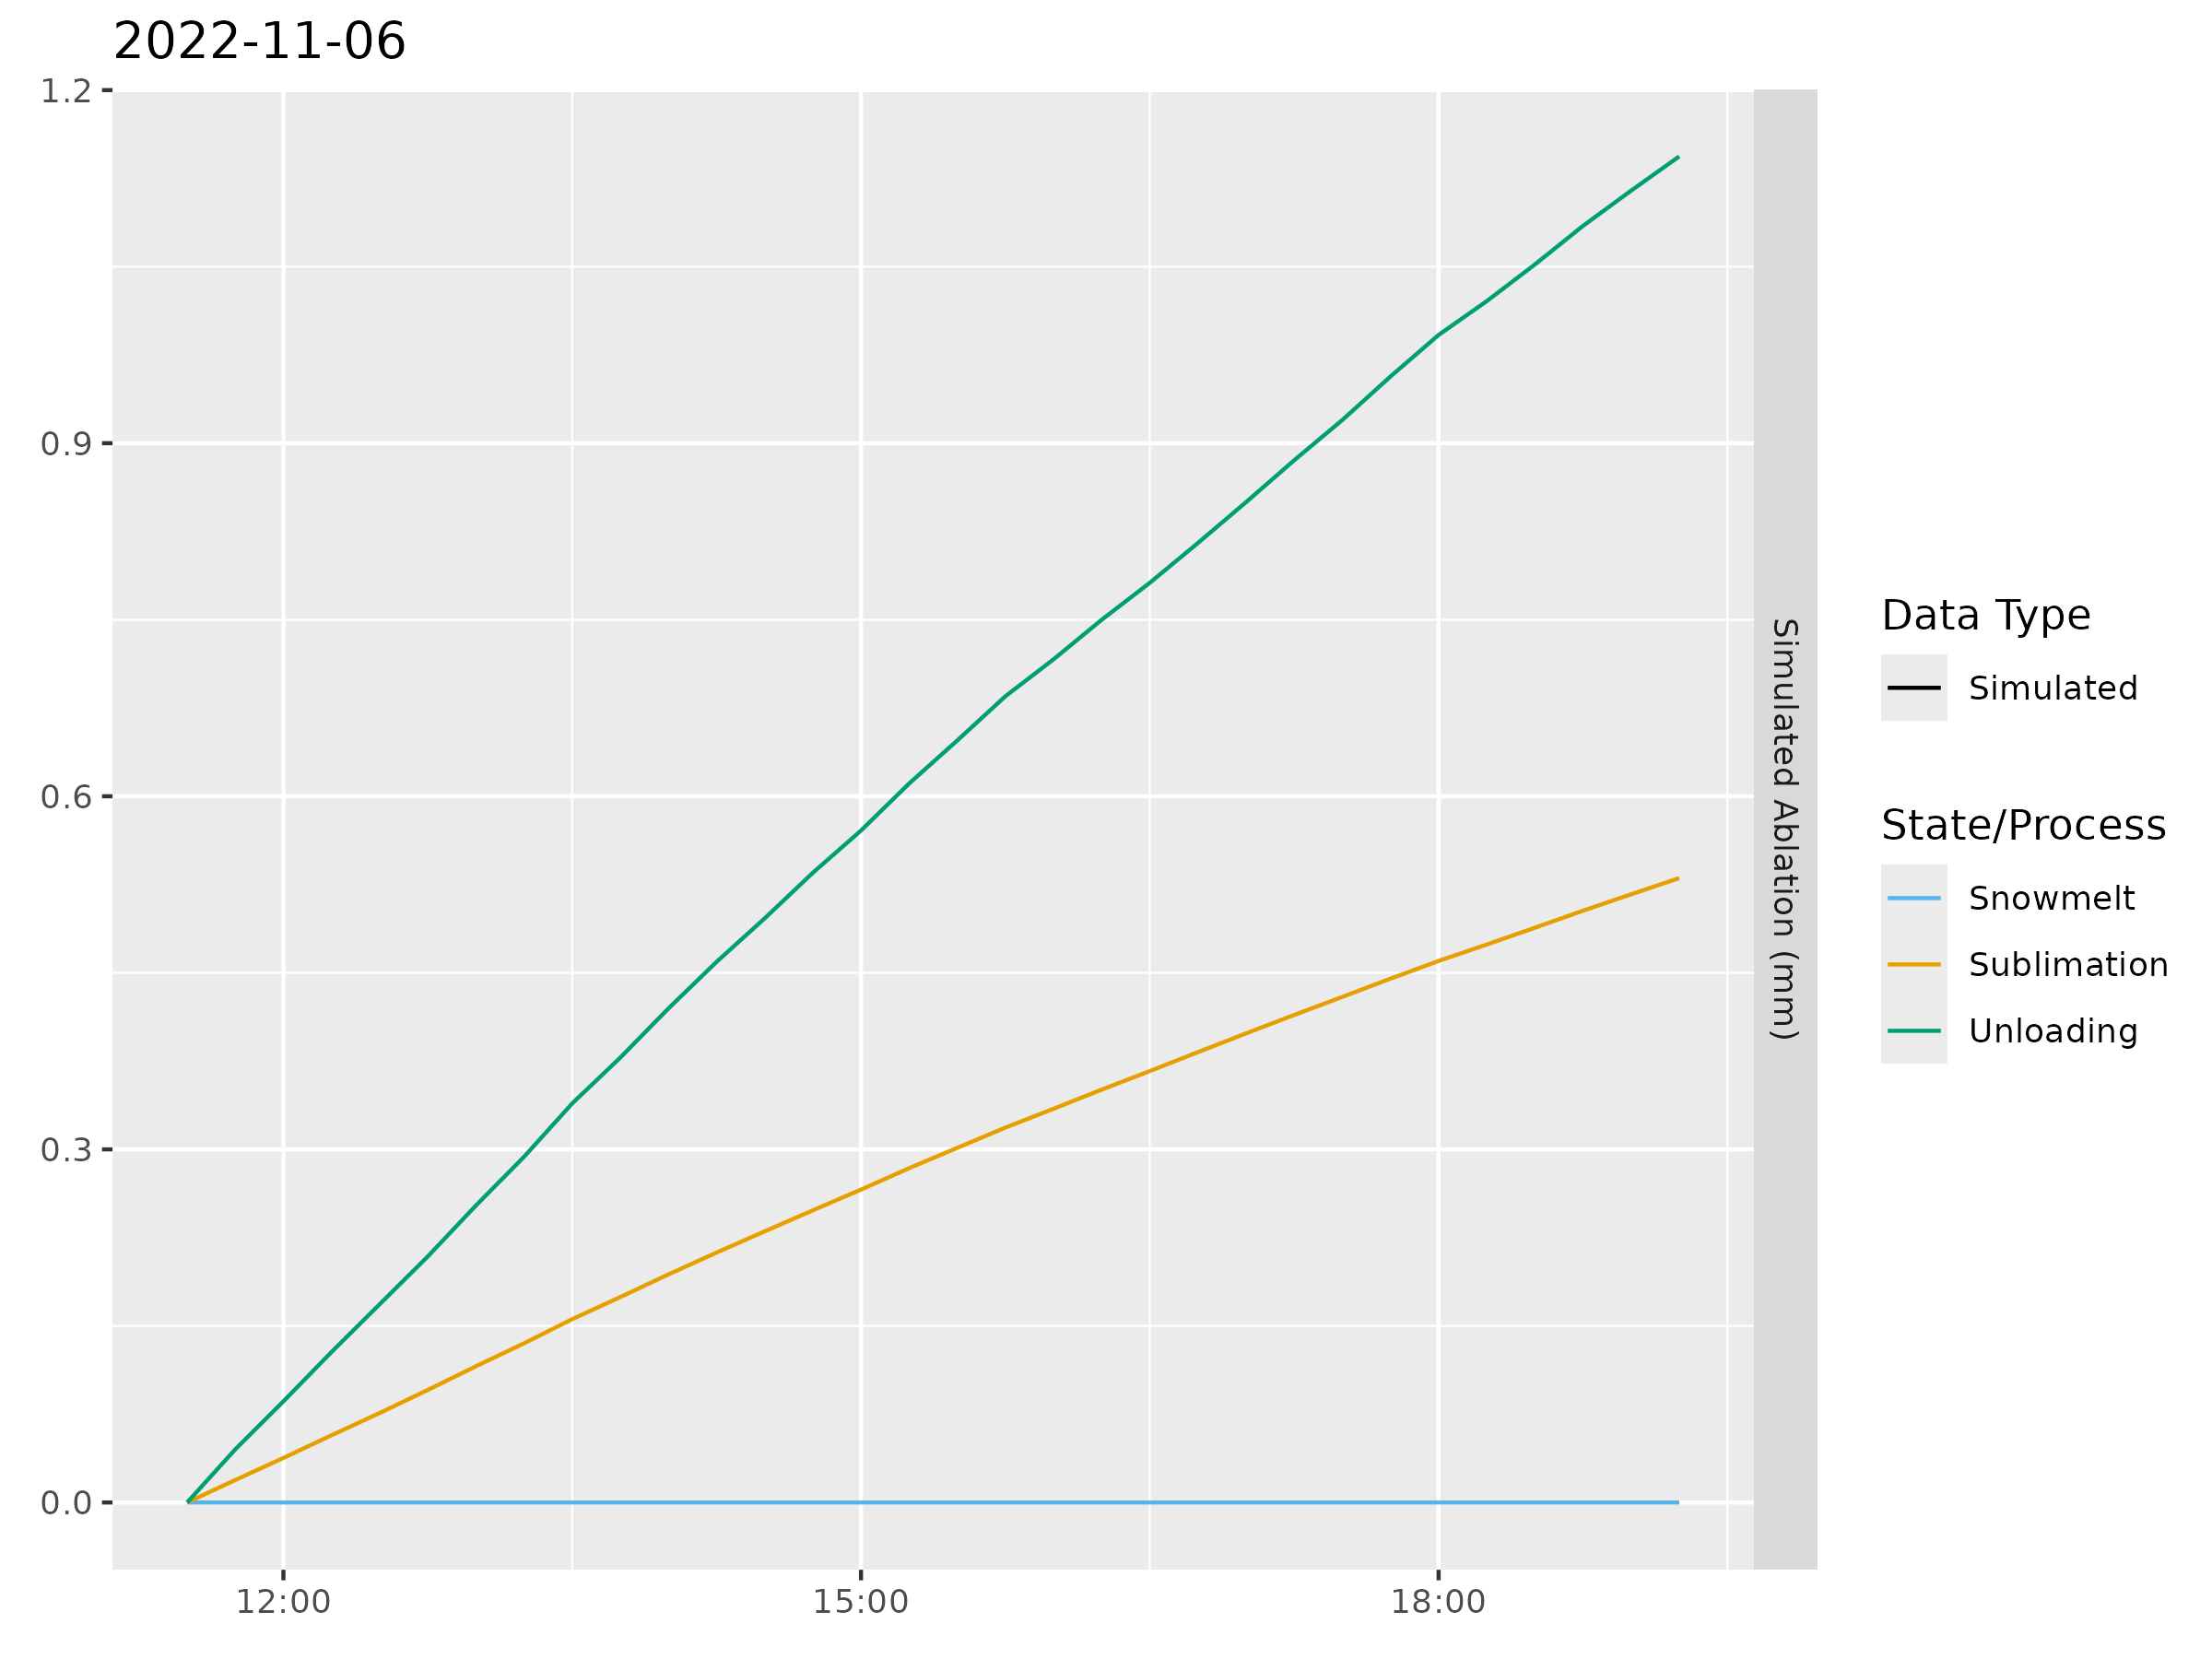 2022-11-06
1.2
0.9
0.6
0.3
0.0
12:00
15:00
18:00
Simulated Ablation (mm)
Data Type
Simulated
State/Process
Snowmelt
Sublimation
Unloading